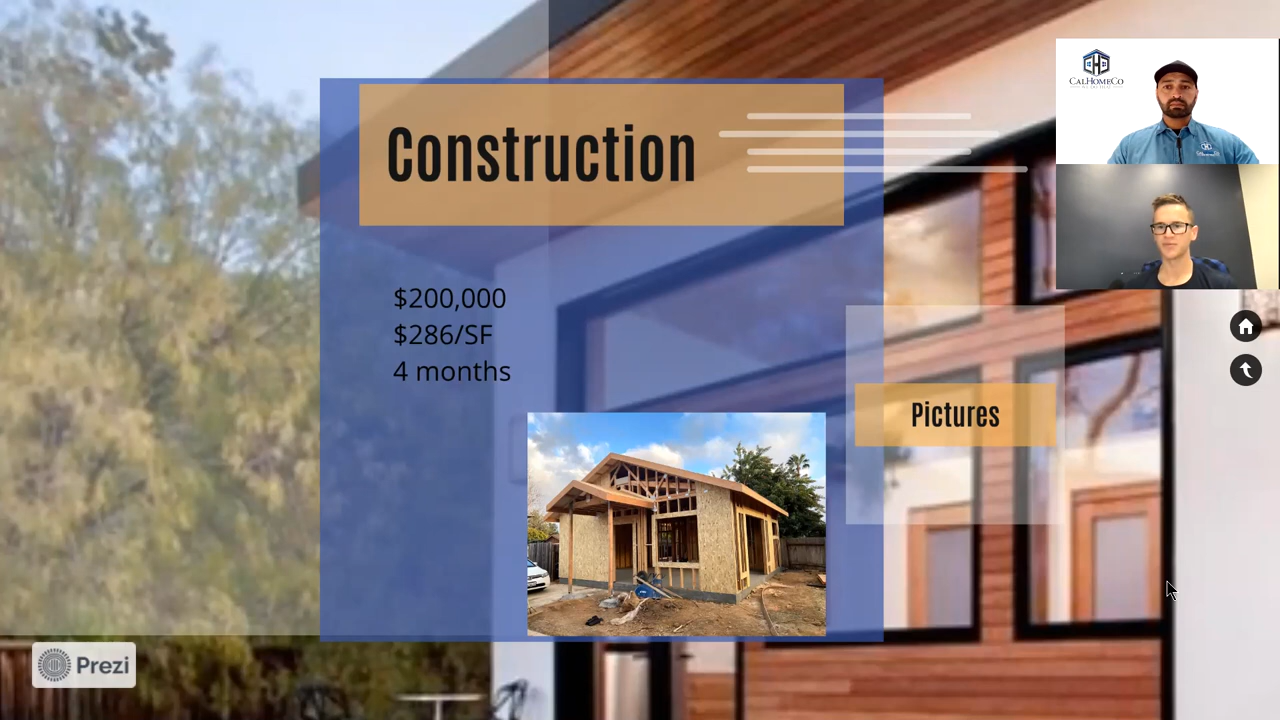 Construction
$200,000
$286/SF
4 months
Pictures
CALHOMECO
Prezi